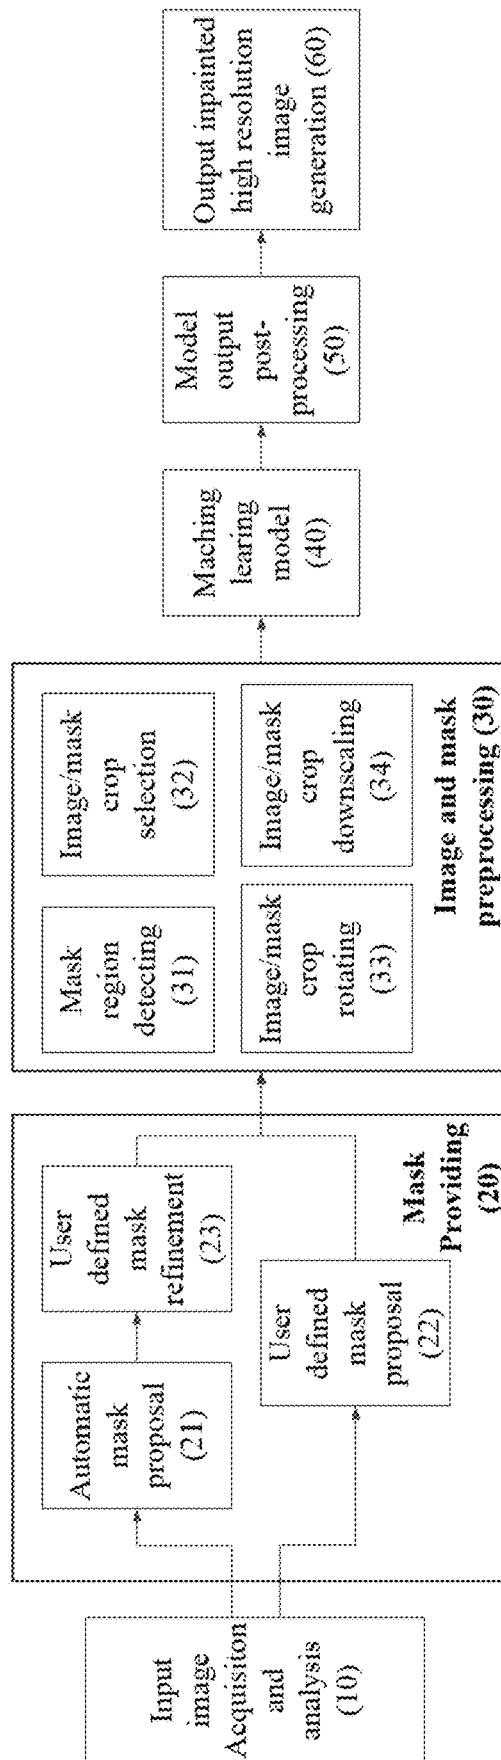 Input
image
Acquisiton
and
analysis
(10)
Automatic
mask
proposal
(21)
User
defined
mask
refinement
(23)
User
defined
mask
proposal
(22)
Mask
Providing
(20)
Mask
region
detecting
(31)
Image/mask
crop
selection
(32)
Image/mask
crop
rotating
(33)
Image/mask
crop
downscaling
(34)
Image and mask
preprocessing (30)
Maching
learing
model
(40)
Model
output
post-
processing
(50)
Output inpainted
high resolution
image
generation (60)